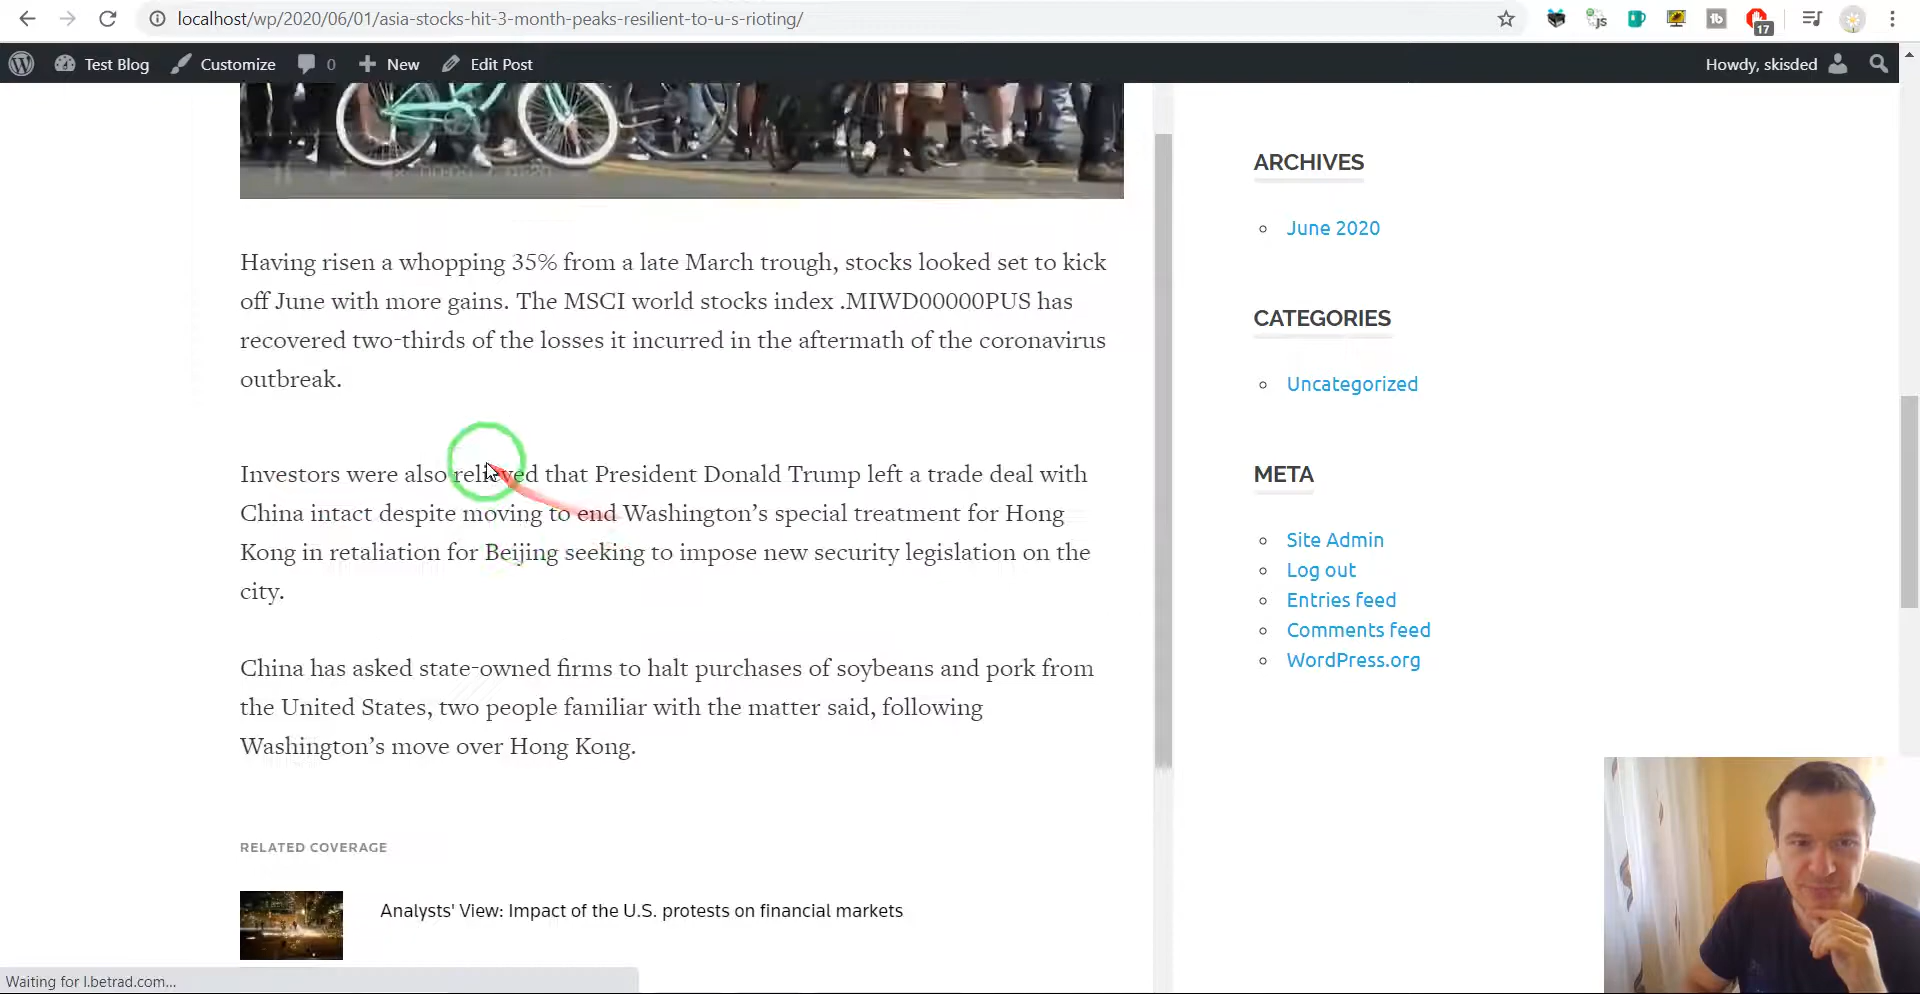 localhost/wp/2020/06/01/asia-stocks-hit-3-month-peaks-resilient-to-u-s-rioting/
JS
17
Test Blog
Customize
0
New
Edit Post
Howdy, skisded
Having risen a whopping 35% from a late March trough, stocks looked set to kick
off June with more gains. The MSCI world stocks index .MIWD00000PUS has
recovered two-thirds of the losses it incurred in the aftermath of the coronavirus
outbreak.
Investors were also relieved that President Donald Trump left a trade deal with
China intact despite moving to end Washington’s special treatment for Hong
Kong in retaliation for Beijing seeking to impose new security legislation on the
city.
China has asked state-owned firms to halt purchases of soybeans and pork from
the United States, two people familiar with the matter said, following
Washington’s move over Hong Kong.
RELATED COVERAGE
Analysts' View: Impact of the U.S. protests on financial markets
ARCHIVES
June 2020
CATEGORIES
Uncategorized
META
Site Admin
Log out
Entries feed
Comments feed
WordPress.org
Waiting for l.betrad.com...